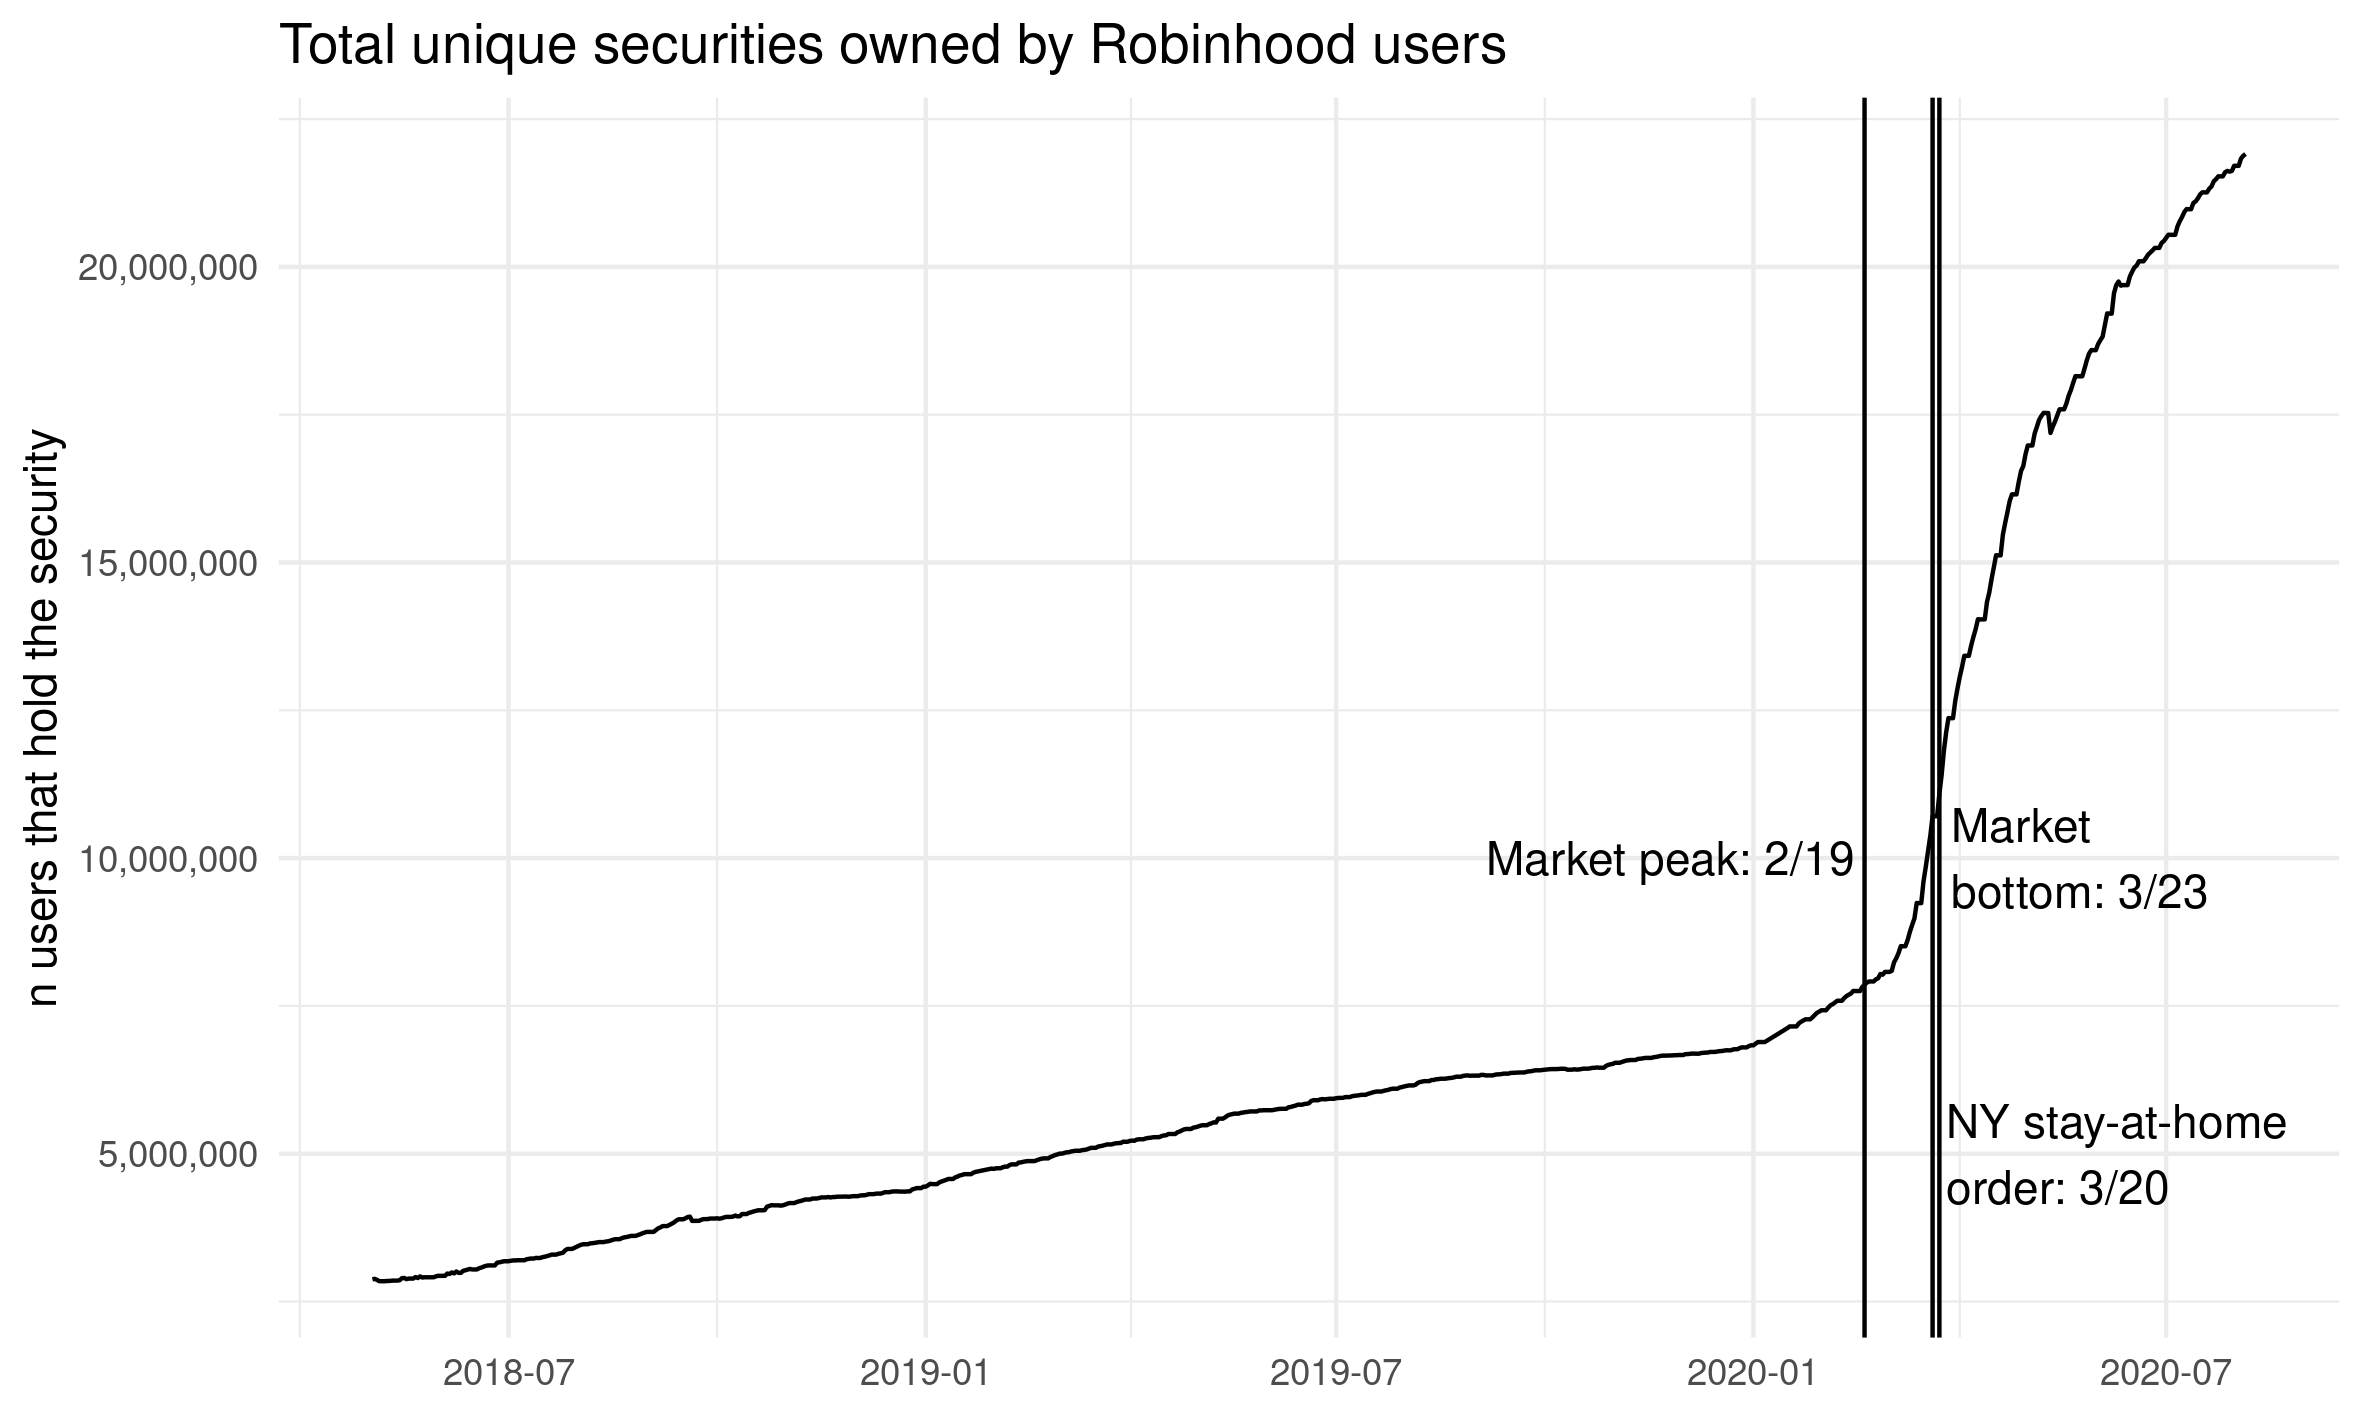 Total unique securities owned by Robinhood users
n users that hold the security
20,000,000
15,000,000
10,000,000
5,000,000
Market peak: 2/19
Market
bottom: 3/23
NY stay-at-home
order: 3/20
2018-07
2019-01
2019-07
2020-01
2020-07